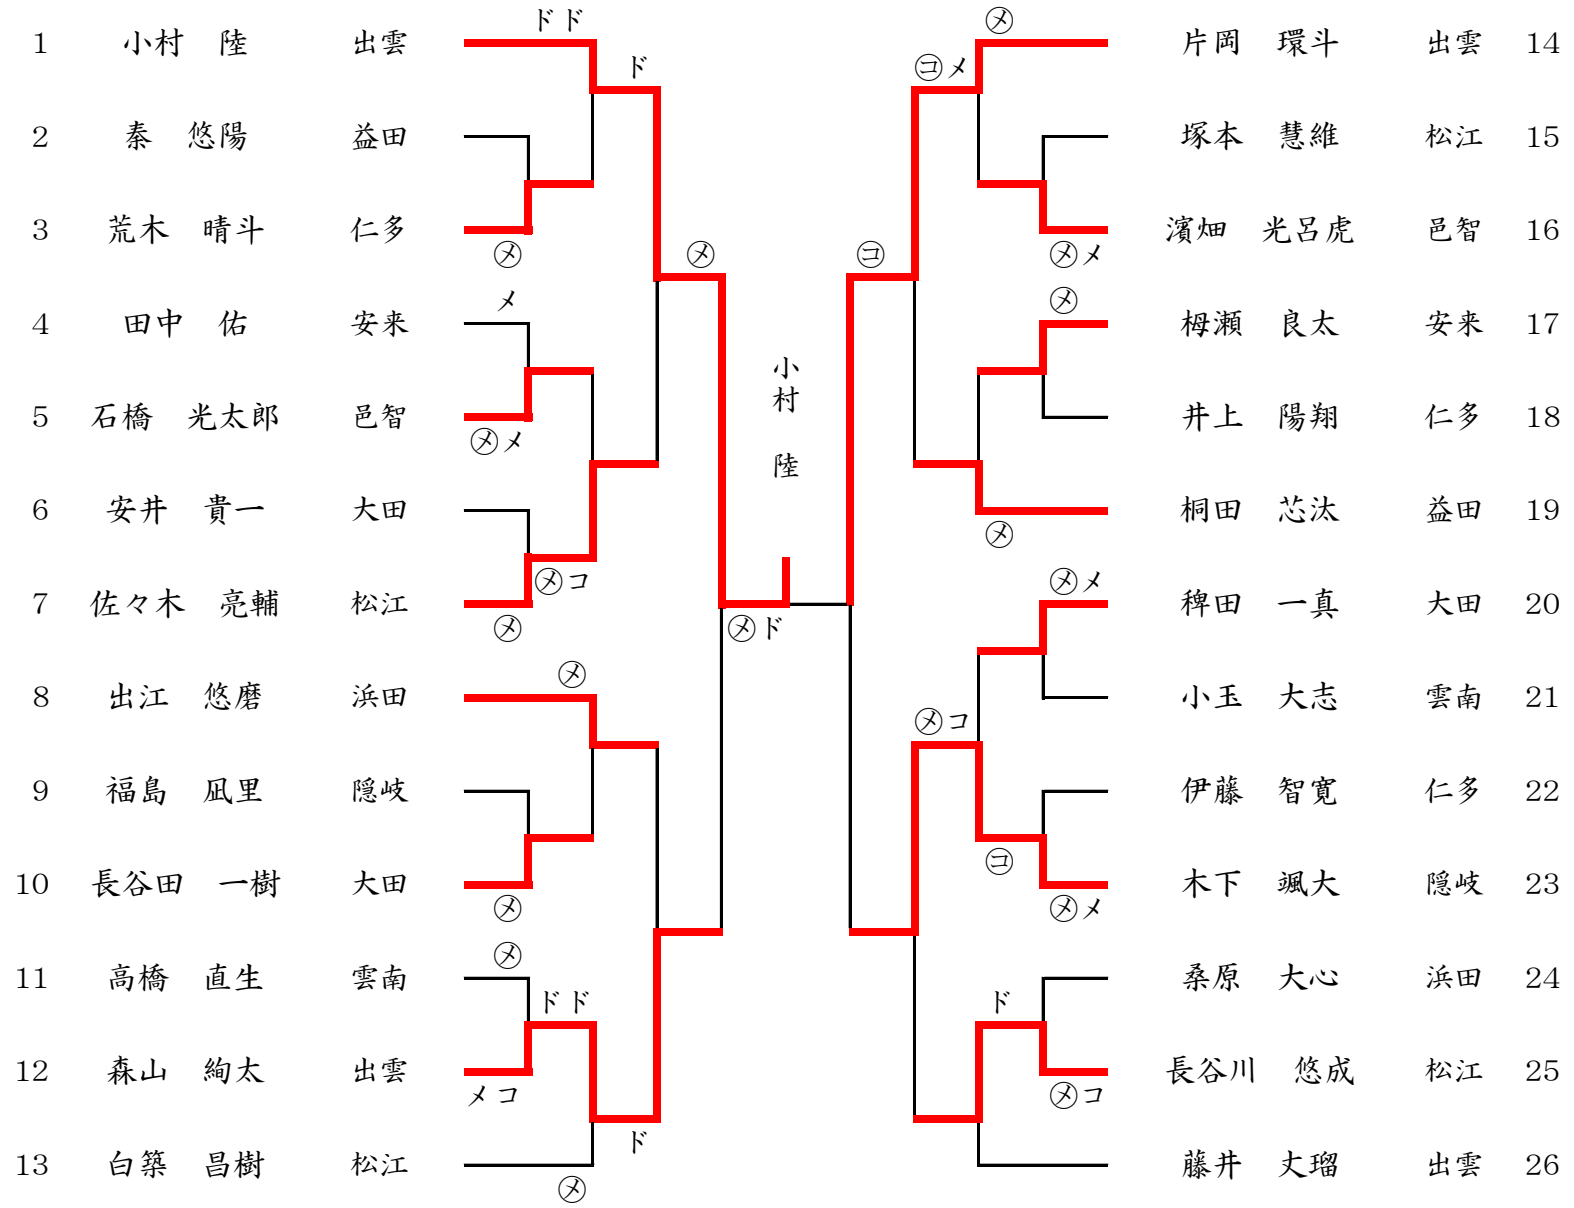 ドド
㋱
1 小村 陸 出雲
片岡 環斗 出雲 14
ド
㋙メ
2 秦 悠陽 益田
塚本 慧維 松江 15
3 荒木 晴斗 仁多
濱畑 光呂虎 邑智 16
㋱
㋱
㋙
㋱メ
メ
㋱
4 田中 佑 安来
栂瀬 良太 安来 17
小村 陸
5 石橋 光太郎 邑智
井上 陽翔 仁多 18
㋱メ
6 安井 貴一 大田
桐田 芯汰 益田 19
㋱
㋱コ
㋱メ
7 佐々木 亮輔 松江
稗田 一真 大田 20
㋱
㋱ド
㋱
8 出江 悠磨 浜田
小玉 大志 雲南 21
㋱コ
9 福島 凪里 隠岐
伊藤 智寛 仁多 22
㋙
10 長谷田 一樹 大田
木下 颯大 隠岐 23
㋱
㋱メ
㋱
11 高橋 直生 雲南
桑原 大心 浜田 24
ドド
ド
12 森山 絢太 出雲
長谷川 悠成 松江 25
メコ
㋱コ
ド
13 白築 昌樹 松江
藤井 丈瑠 出雲 26
㋱